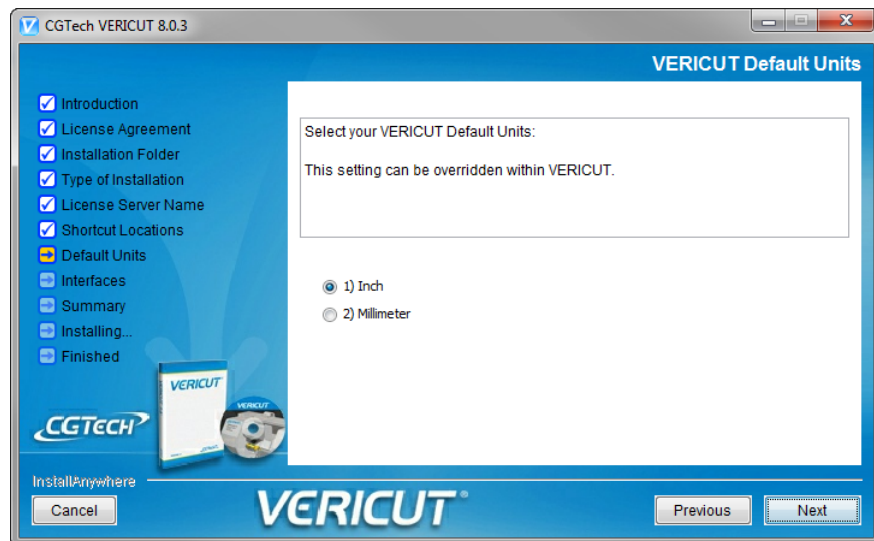 CGTech VERICUT 8.0.3
VERICUT Default Units
Introduction
License Agreement
Installation Folder
Type of Installation
License Server Name
Shortcut Locations
Default Units
Interfaces
Summary
Installing...
Finished
Select your VERICUT Default Units:
This setting can be overridden within VERICUT.
1) Inch
2) Millimeter
VERICUT
VERICUT
CGTECH
InstallAnywhere
Cancel
VERICUT®
Previous
Next